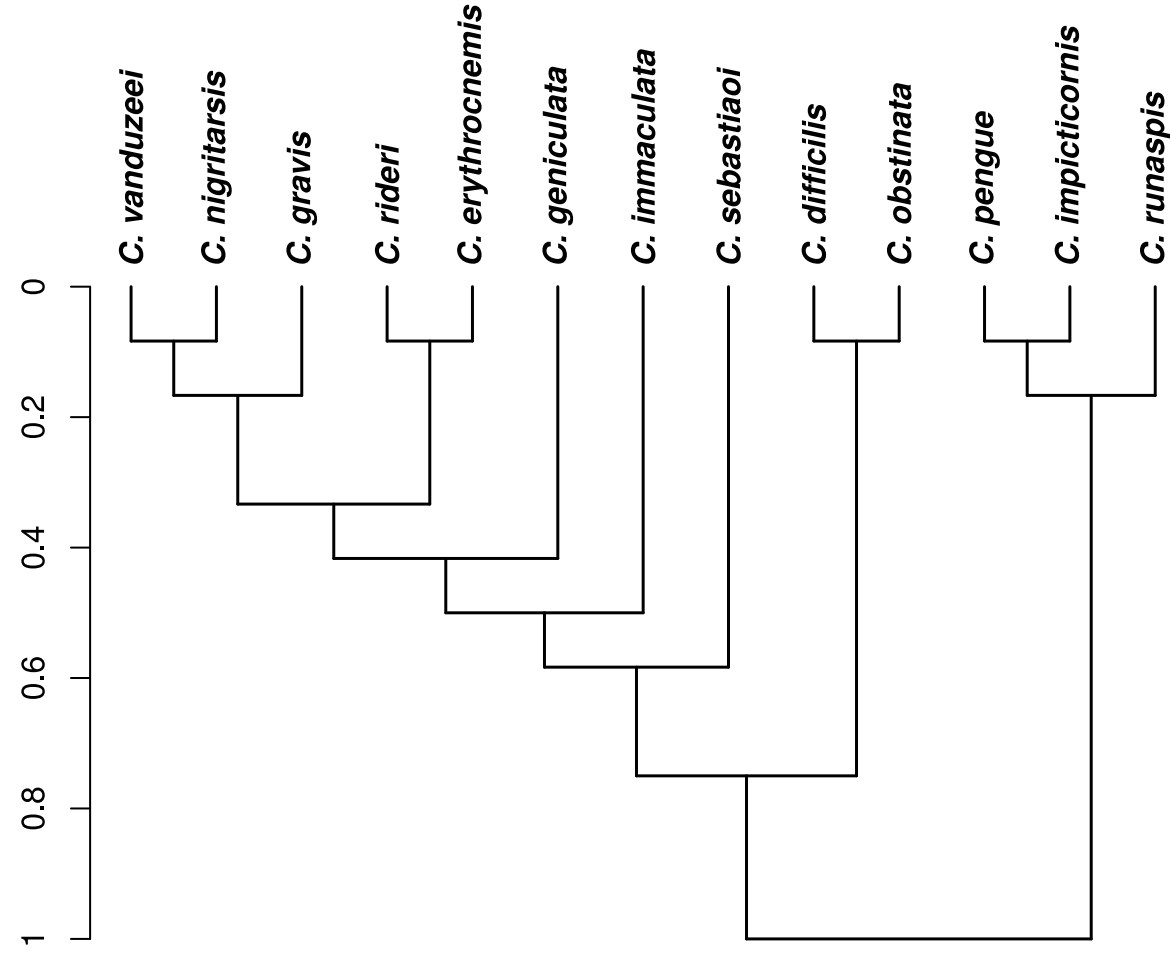 C. vanduzeei
C. nigritarsis
C. gravis
C. rideri
C. erythrocnemis
C. geniculata
C. immaculata
C. sebastiaoi
C. difficilis
C. obstinata
C. pengue
C. impicticornis
C. runaspis
0
0.2
0.4
0.6
0.8
1